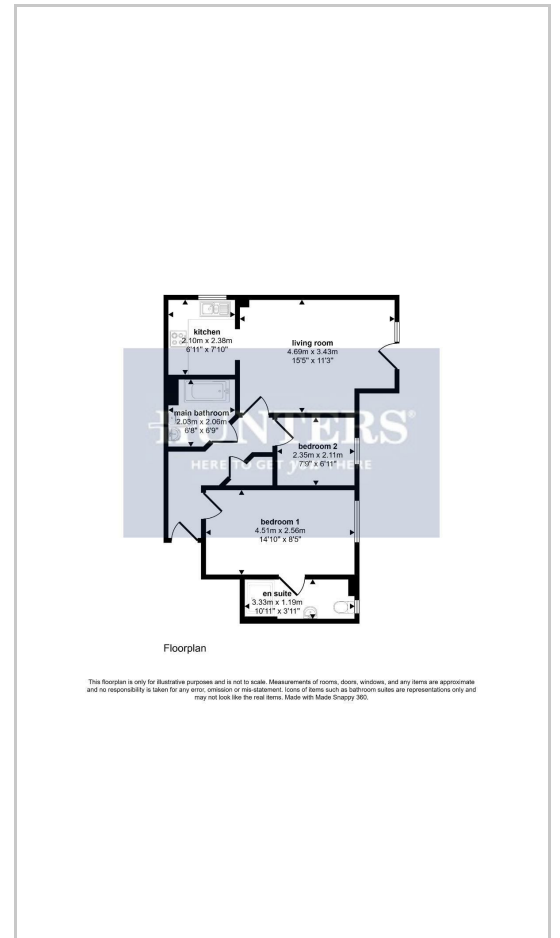 kitchen
2.10m x 2.38m
6'11" x 7'10"
living room
4.69m x 3.43m
15'5" x 11'3"
main bathroom
2.03m x 2.06m
6'8" x 6'9"
HUNTERS®
HERE TO GET you THERE
bedroom 2
2.35m x 2.11m
7'9" x 6'11"
bedroom 1
4.51m x 2.56m
14'10" x 8'5"
en suite
3.33m x 1.19m
10'11" x 3'11"
Floorplan
This floorplan is only for illustrative purposes and is not to scale. Measurements of rooms, doors, windows, and any items are approximate
and no responsibility is taken for any error, omission or mis-statement. Icons of items such as bathroom suites are representations only and
may not look like the real items. Made with Made Snappy 360.